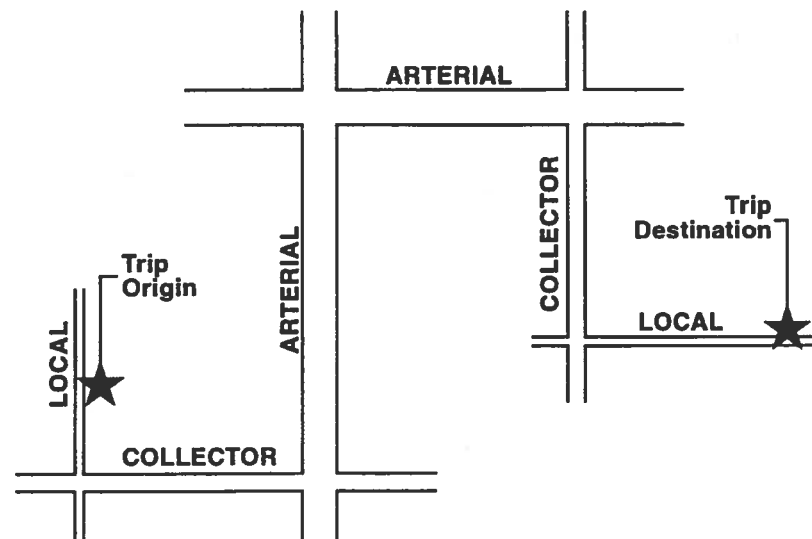 ARTERIAL
COLLECTOR
Trip
Destination
Trip
Origin
ARTERIAL
LOCAL
LOCAL
COLLECTOR